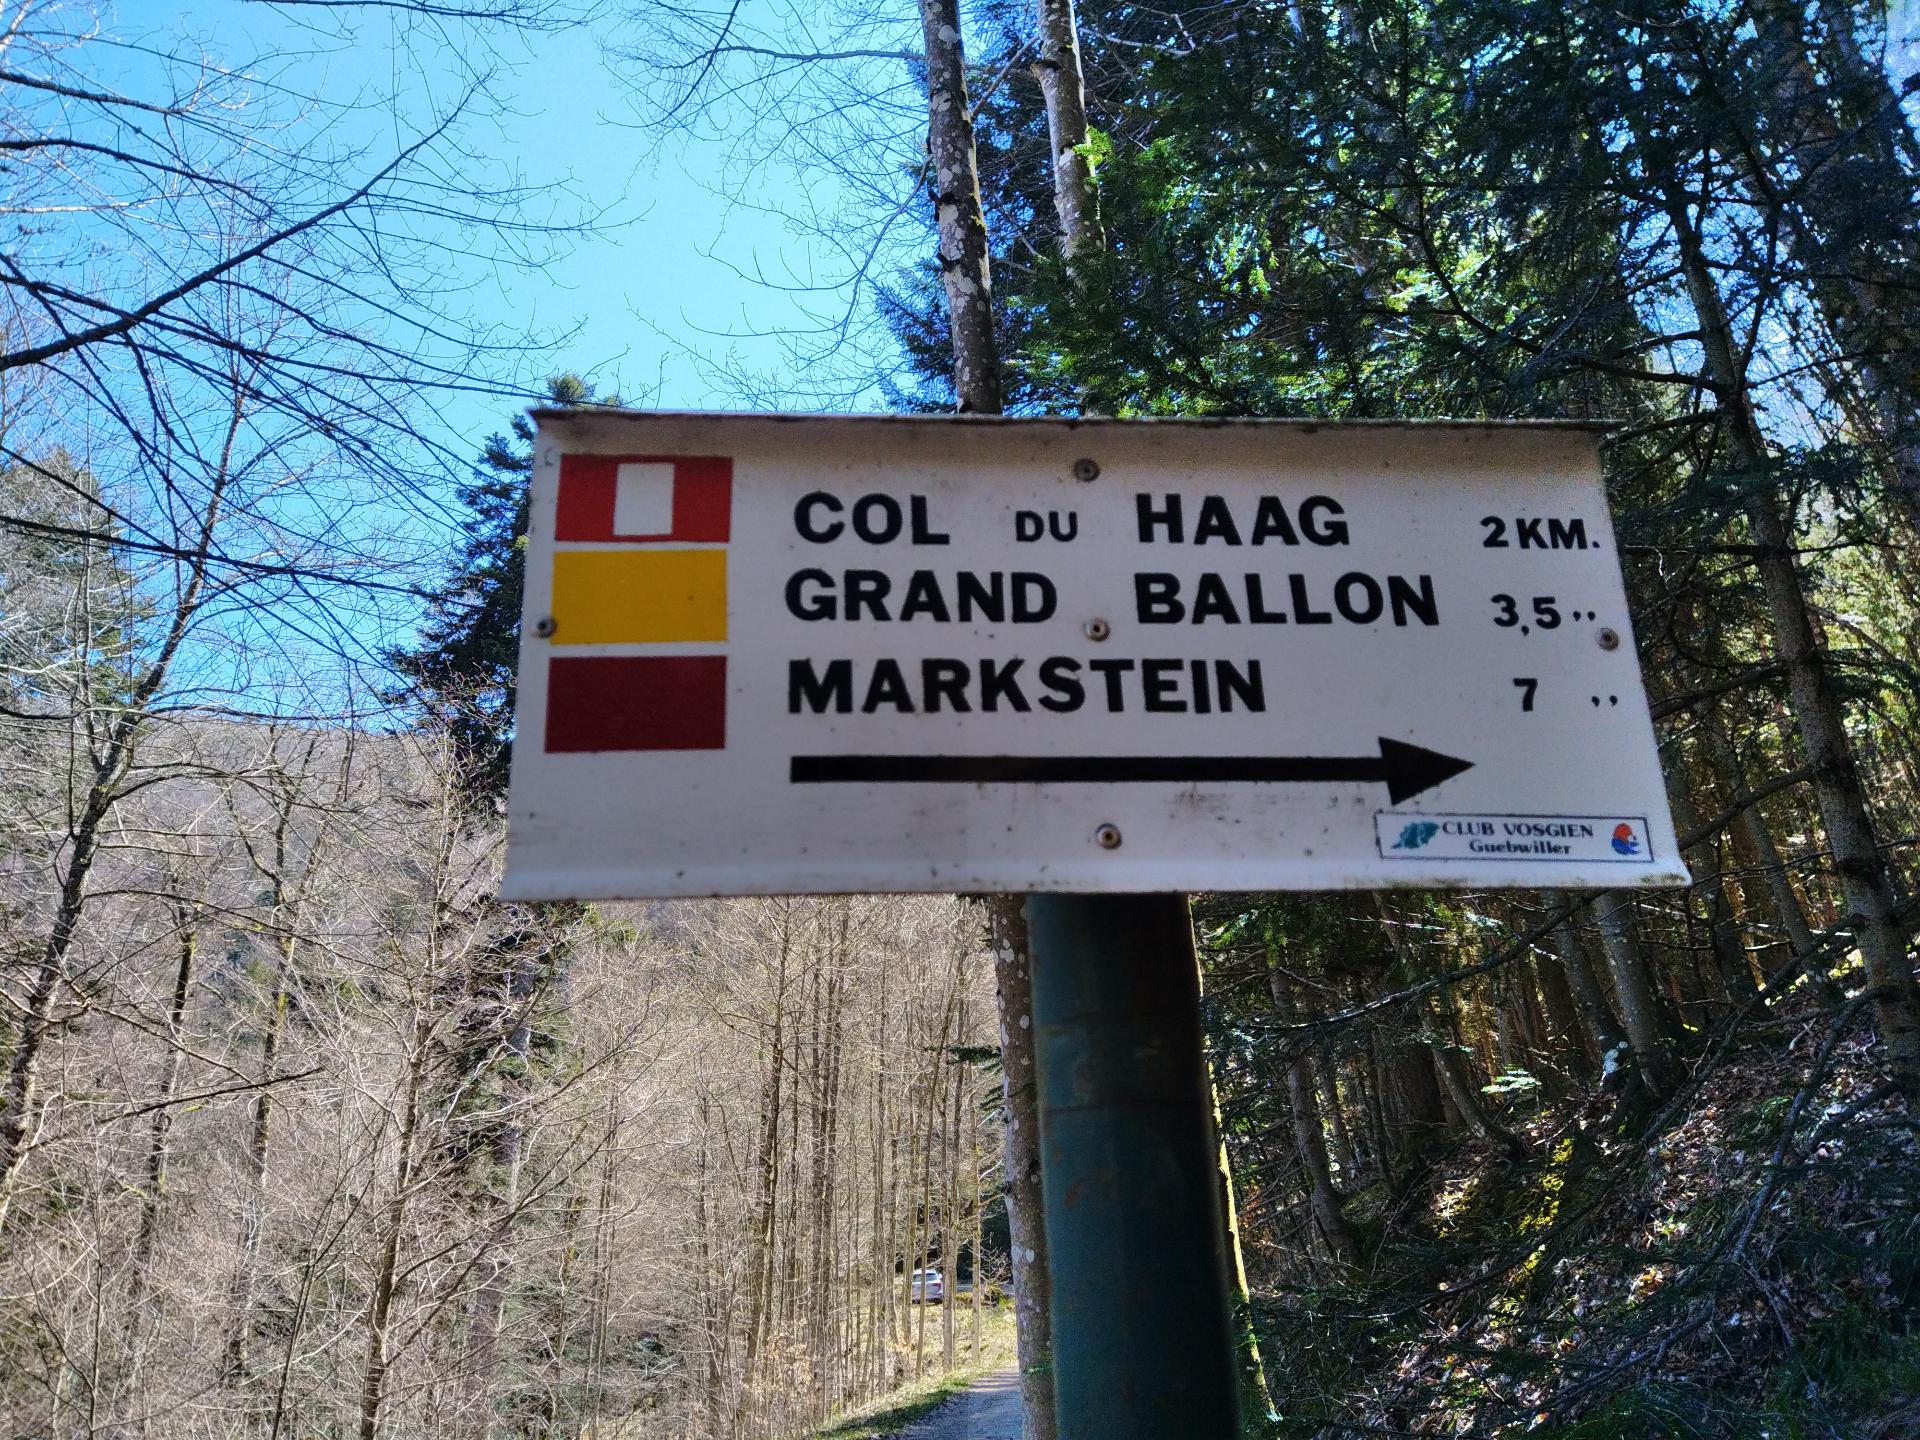 COL DU HAAG 2 KM.
GRAND BALLON 3,5 ,,
MARKSTEIN 7 ,,
CLUB VOSGIEN
Guebwiller